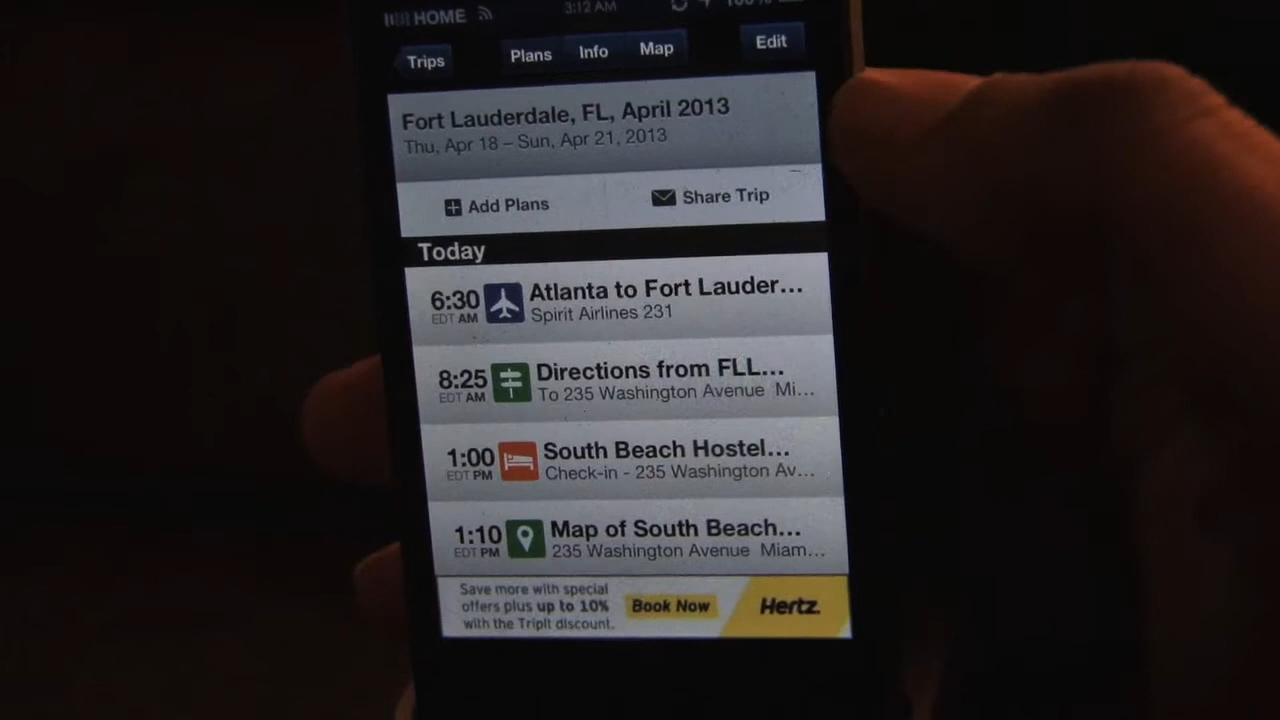 HOME 3:12 AM 100%
Trips Plans Info Map Edit
Fort Lauderdale, FL, April 2013
Thu, Apr 18 – Sun, Apr 21, 2013
Add Plans Share Trip
Today
6:30 Atlanta to Fort Lauder...
EDT AM Spirit Airlines 231
8:25 Directions from FLL...
EDT AM To 235 Washington Avenue Mi...
1:00 South Beach Hostel...
EDT PM Check-in - 235 Washington Av...
1:10 Map of South Beach...
EDT PM 235 Washington Avenue Miam...
Save more with special
offers plus up to 10% Book Now Hertz.
with the TripIt discount.